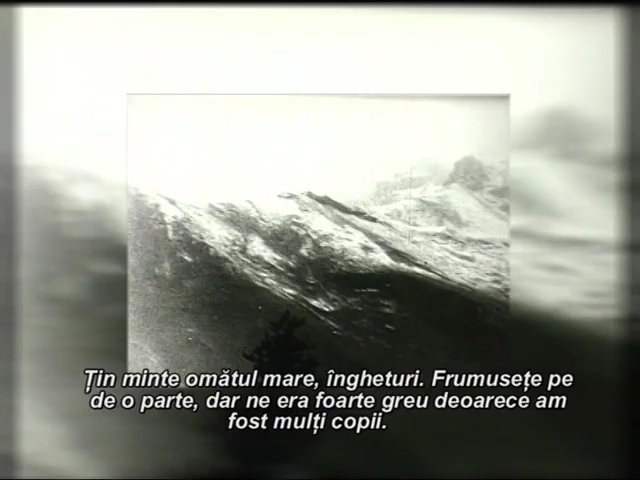 Țin minte omătul mare, îngheturi. Frumusețe pe
de o parte, dar ne era foarte greu deoarece am
fost mulți copii.